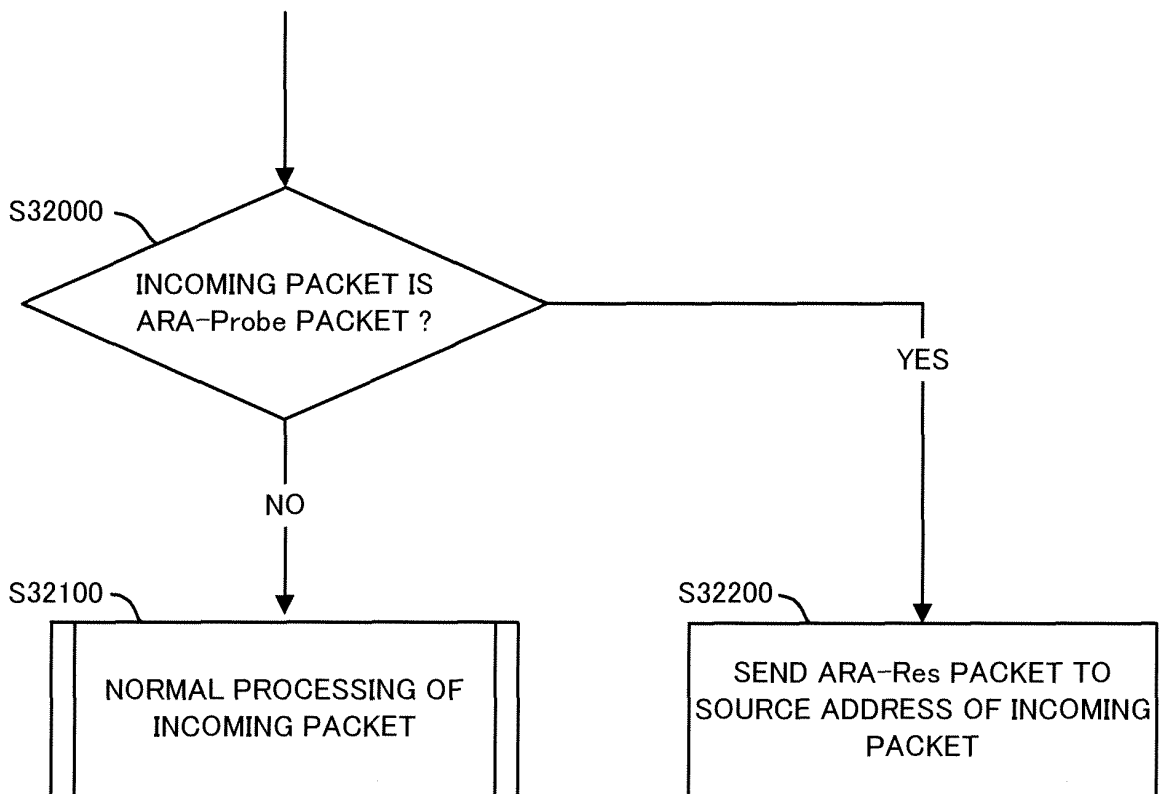 S32000
INCOMING PACKET IS
ARA-Probe PACKET ?
YES
NO
S32100
NORMAL PROCESSING OF
INCOMING PACKET
S32200
SEND ARA-Res PACKET TO
SOURCE ADDRESS OF INCOMING
PACKET